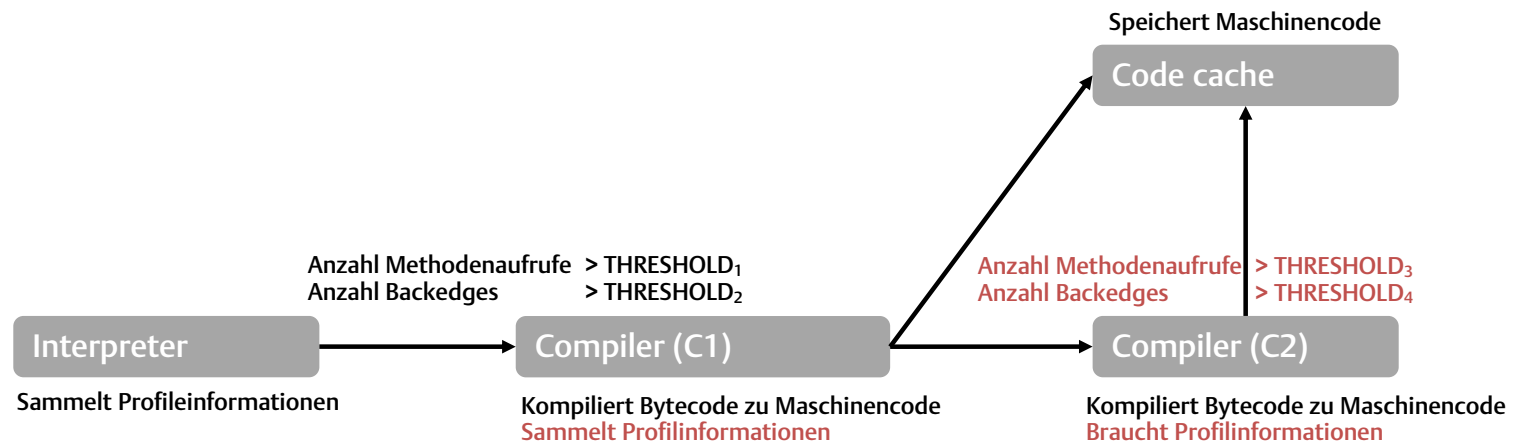 Speichert Maschinencode
Code cache
Anzahl Methodenaufrufe > THRESHOLD₁
Anzahl Backedges > THRESHOLD₂
Anzahl Methodenaufrufe > THRESHOLD₃
Anzahl Backedges > THRESHOLD₄
Interpreter
Compiler (C1)
Compiler (C2)
Sammelt Profileinformationen
Kompiliert Bytecode zu Maschinencode
Sammelt Profilinformationen
Kompiliert Bytecode zu Maschinencode
Braucht Profilinformationen